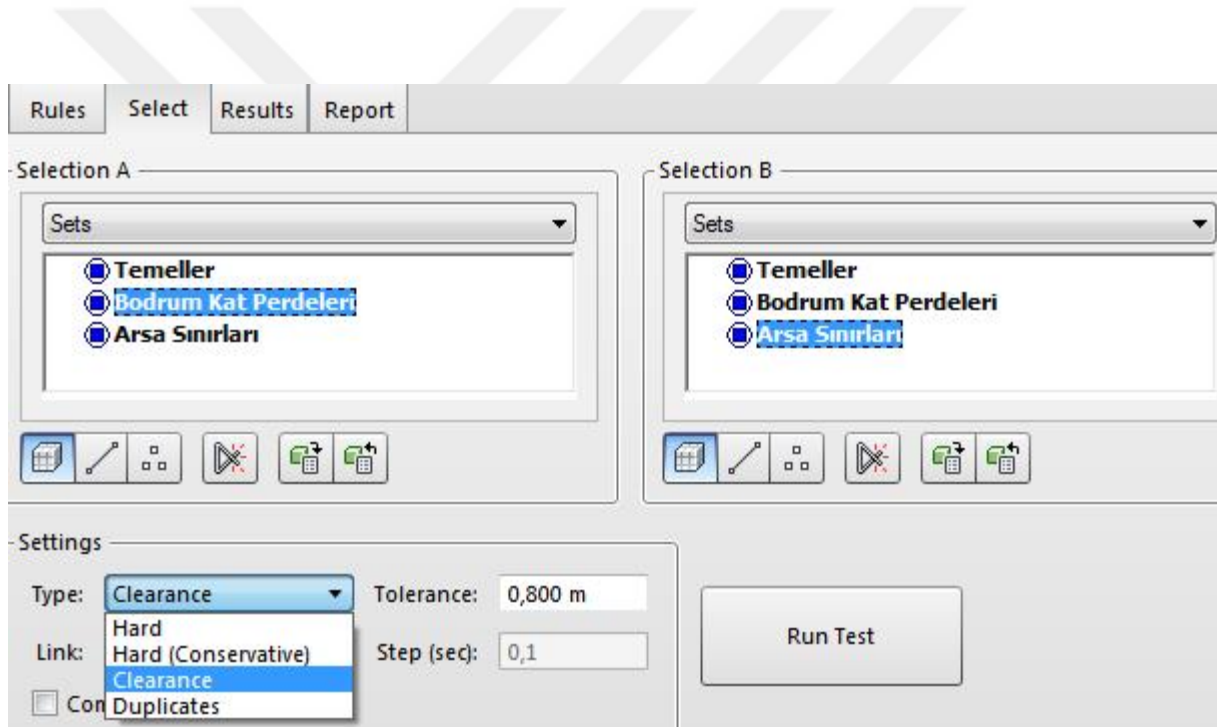 Rules Select Results Report
Selection A
Sets
Temeller
Bodrum Kat Perdeleri
Arsa Sınırları
Selection B
Sets
Temeller
Bodrum Kat Perdeleri
Arsa Sınırları
Settings
Type: Clearance Tolerance: 0,800 m
Hard
Link: Hard (Conservative) Step (sec): 0,1
Clearance
Duplicates
Run Test